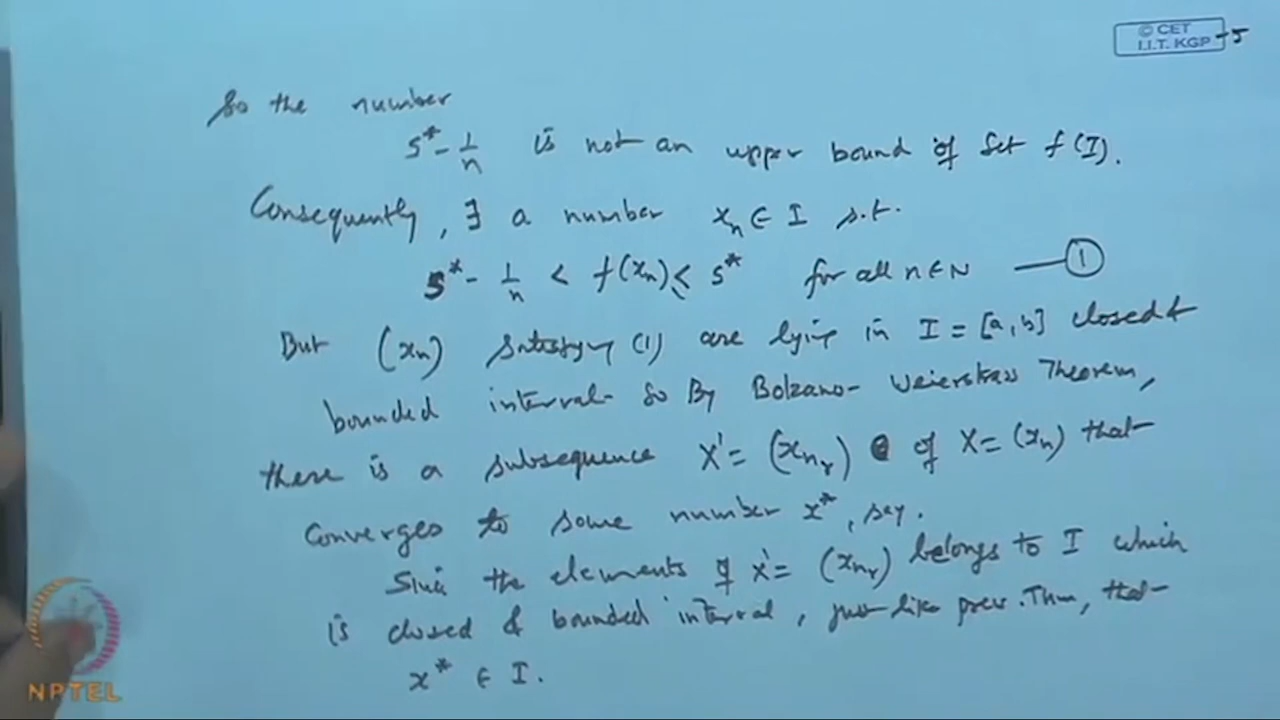 © CET
I.I.T. KGP -5
So the number
s* - 1/n is not an upper bound of set f(I).
Consequently, ∃ a number xₙ ∈ I s.t.
s* - 1/n < f(xₙ) ≤ s* for all n ∈ N — ①
But (xₙ) satisfying (1) are lying in I = [a, b] closed &
bounded interval so By Bolzano-Weierstrass Theorem,
there is a subsequence X' = (xₙᵣ) of X = (xₙ) that
converges to some number x*, say.
Since the elements of X' = (xₙᵣ) belongs to I which
is closed & bounded interval, just like prev. Thm, that
x* ∈ I.
NPTEL